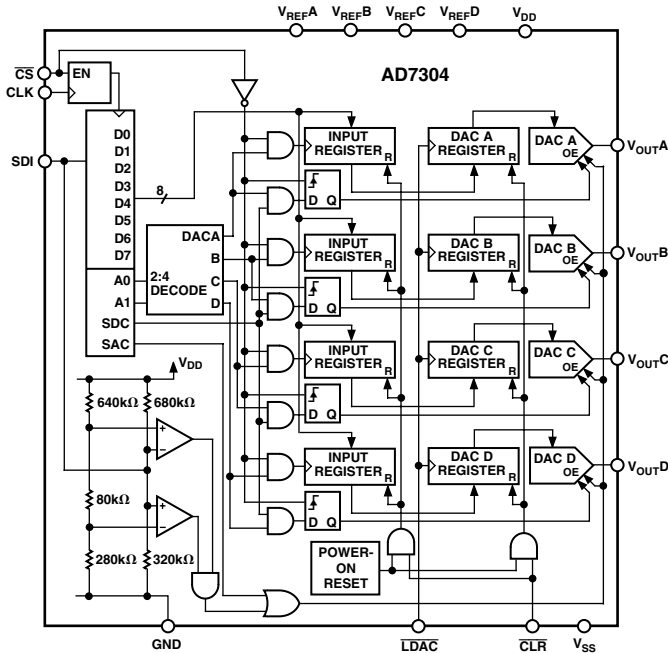 VREFA VREFB VREFC VREFD VDD
AD7304
CS
CLK
SDI
EN
D0
D1
D2
D3
D4
D5
D6
D7
A0
A1
SDC
SAC
8
2:4
DECODE
DACA
B
C
D
INPUT
REGISTER R
D Q
DAC A
REGISTER R
DAC A
OE
VOUTA
INPUT
REGISTER R
D Q
DAC B
REGISTER R
DAC B
OE
VOUTB
INPUT
REGISTER R
D Q
DAC C
REGISTER R
DAC C
OE
VOUTC
INPUT
REGISTER R
D Q
DAC D
REGISTER R
DAC D
OE
VOUTD
VDD
640kΩ 680kΩ
+
−
80kΩ
+
−
280kΩ 320kΩ
POWER-
ON
RESET
GND LDAC CLR VSS